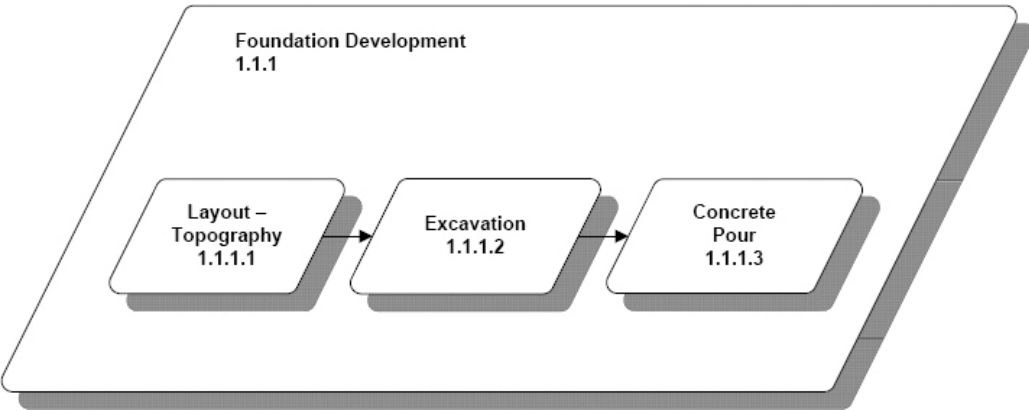 Foundation Development
1.1.1
Layout –
Topography
1.1.1.1
Excavation
1.1.1.2
Concrete
Pour
1.1.1.3